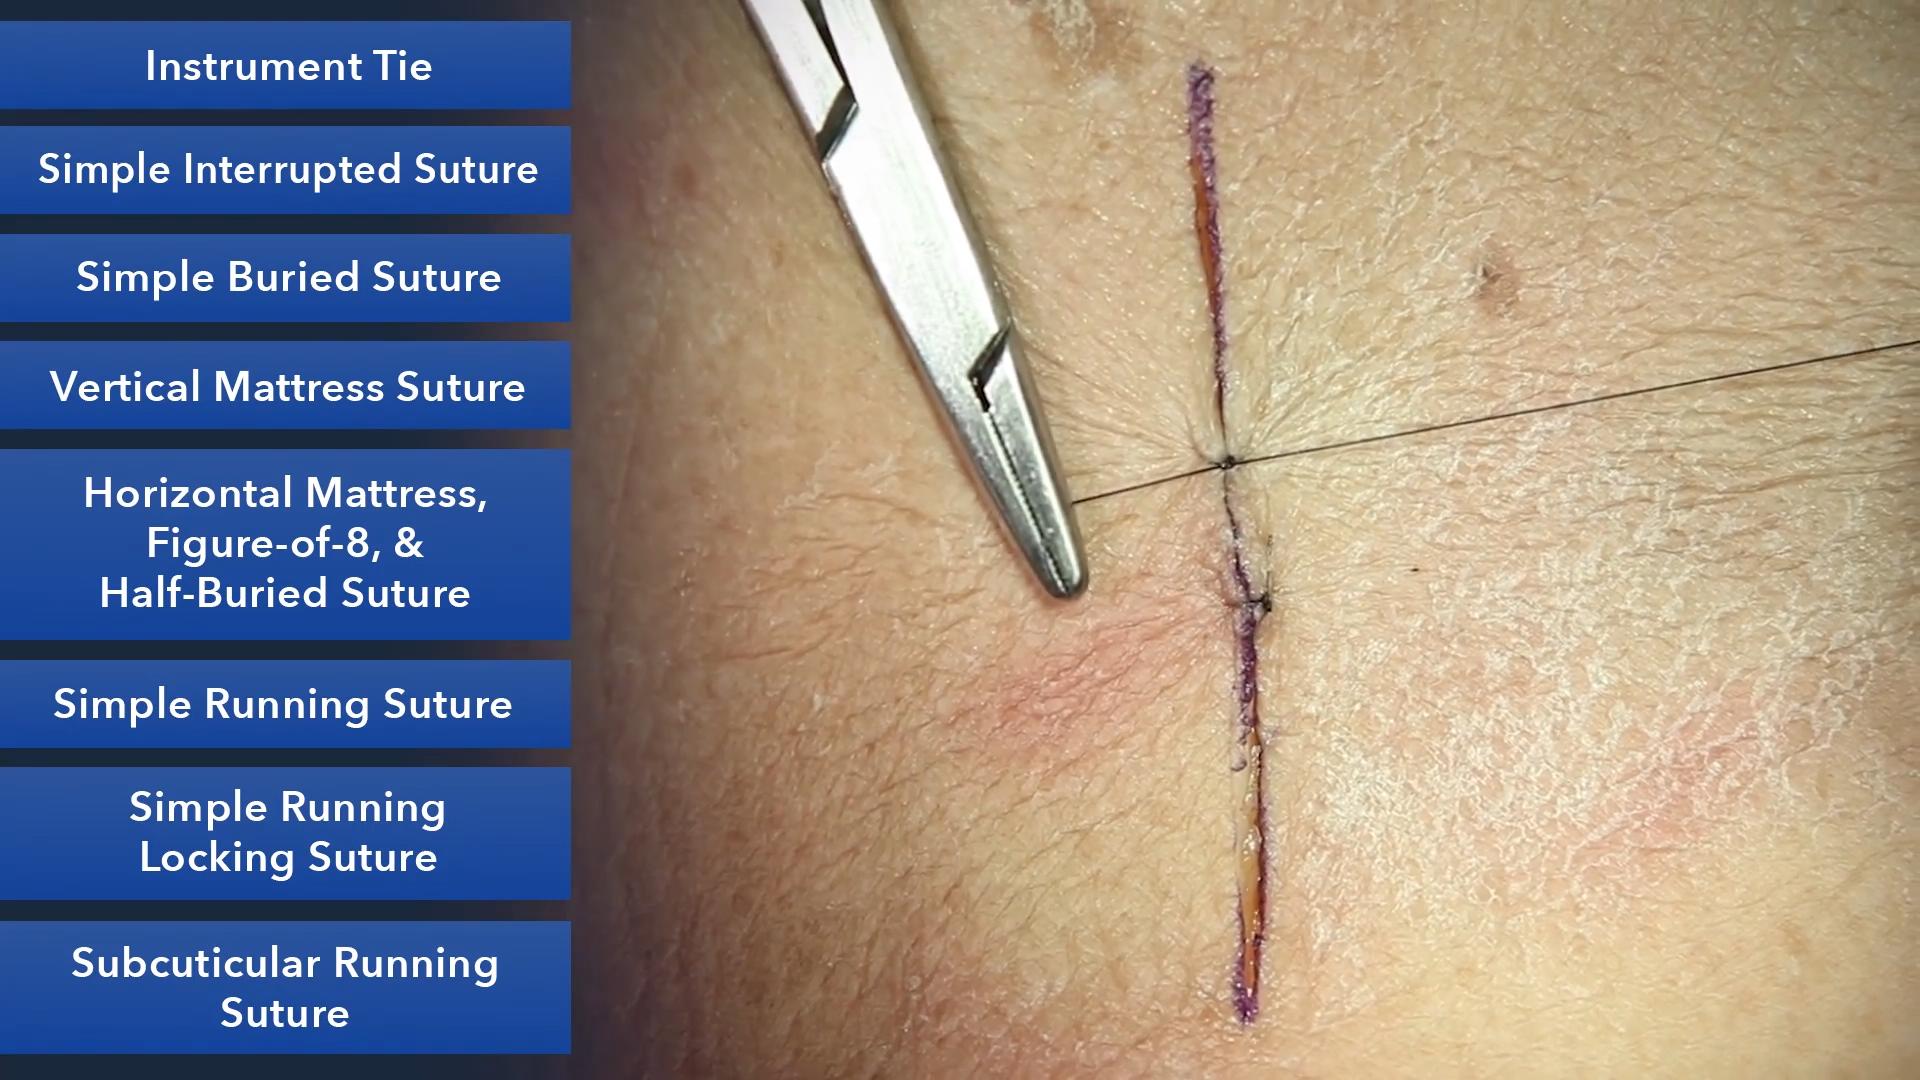 Instrument Tie
Simple Interrupted Suture
Simple Buried Suture
Vertical Mattress Suture
Horizontal Mattress,
Figure-of-8, &
Half-Buried Suture
Simple Running Suture
Simple Running
Locking Suture
Subcuticular Running
Suture